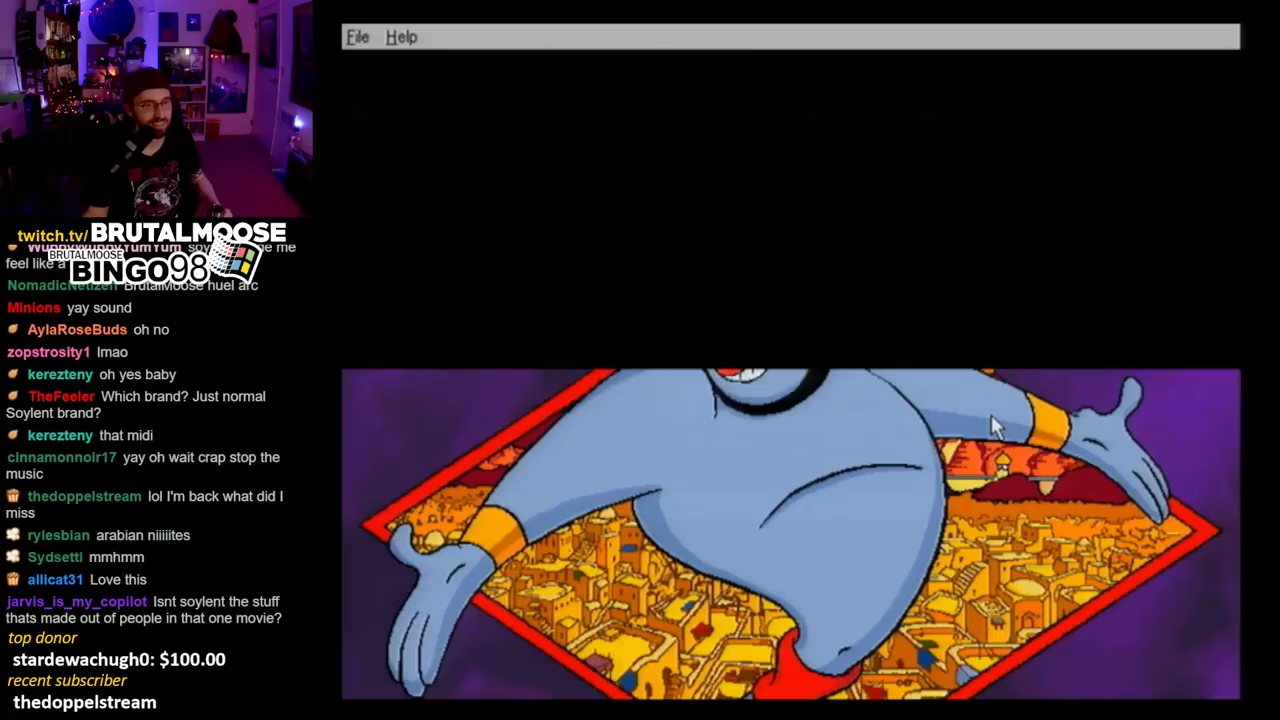 File Help
twitch.tv/BRUTALMOOSE
BRUTALMOOSE
BINGO98
me
feel like a
NomadicNetizen BrutalMoose huel arc
Minions yay sound
AylaRoseBuds oh no
zopstrosity1 lmao
kerezteny oh yes baby
TheFeeler Which brand? Just normal
Soylent brand?
kerezteny that midi
cinnamonnoir17 yay oh wait crap stop the
music
thedoppelstream lol I'm back what did I
miss
rylesbian arabian niiiiites
Sydsetti mmhmm
allicat31 Love this
jarvis_is_my_copilot Isnt soylent the stuff
thats made out of people in that one movie?
top donor
stardewachugh0: $100.00
recent subscriber
thedoppelstream